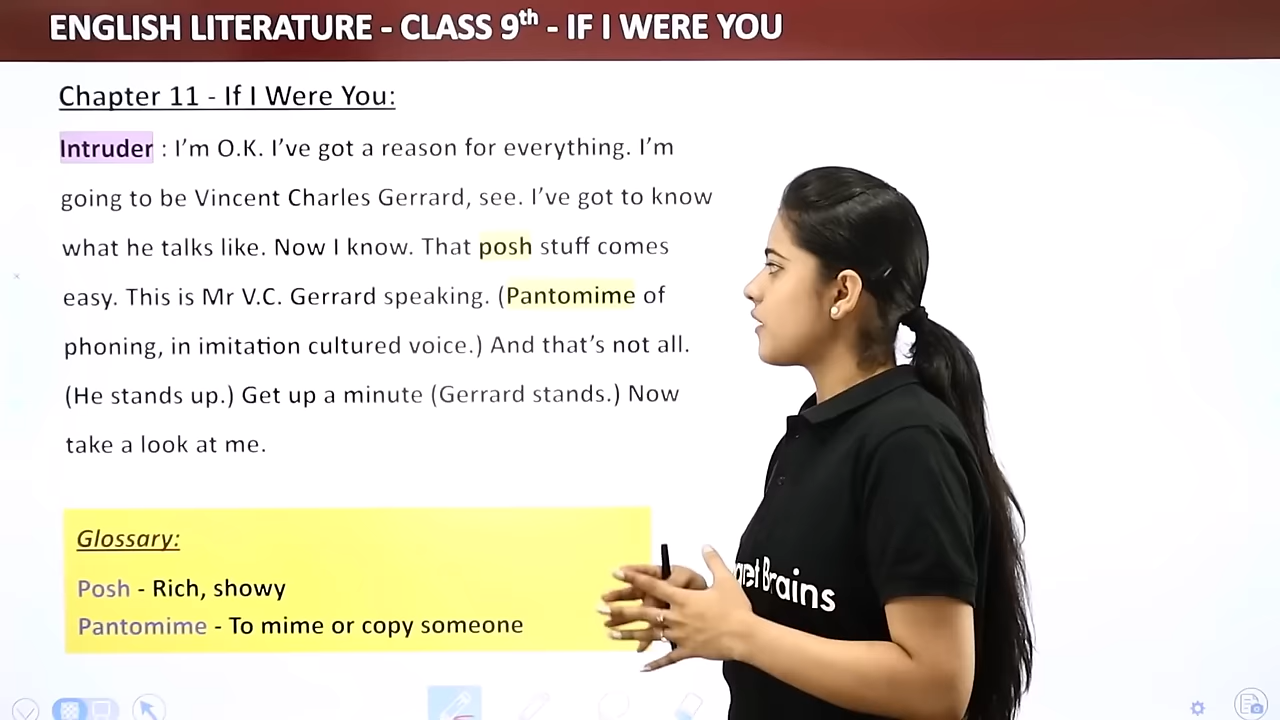 ENGLISH LITERATURE - CLASS 9th - IF I WERE YOU
Chapter 11 - If I Were You:
Intruder : I'm O.K. I've got a reason for everything. I'm
going to be Vincent Charles Gerrard, see. I've got to know
what he talks like. Now I know. That posh stuff comes
easy. This is Mr V.C. Gerrard speaking. (Pantomime of
phoning, in imitation cultured voice.) And that's not all.
(He stands up.) Get up a minute (Gerrard stands.) Now
take a look at me.
Glossary:
Posh - Rich, showy
Pantomime - To mime or copy someone
Brains